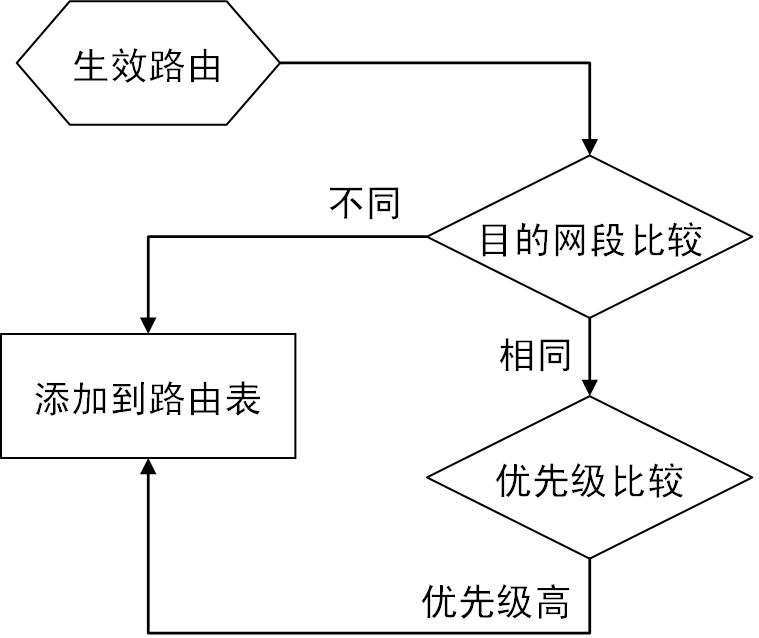 生效路由
不同
目的网段比较
相同
添加到路由表
优先级比较
优先级高